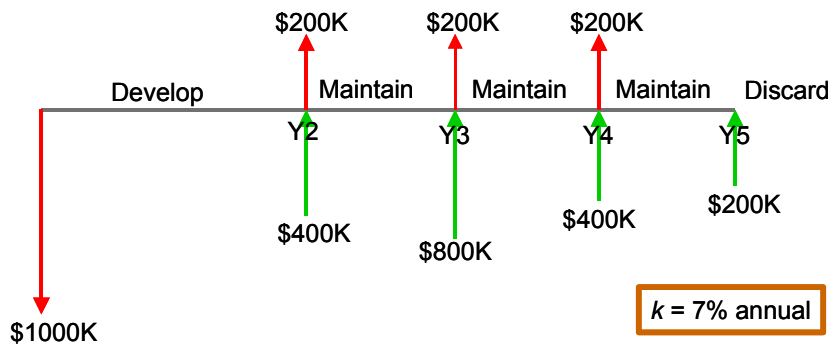 $200K $200K $200K
Develop Maintain Maintain Maintain Discard
Y2 Y3 Y4 Y5
$400K $800K $400K $200K
$1000K
k = 7% annual